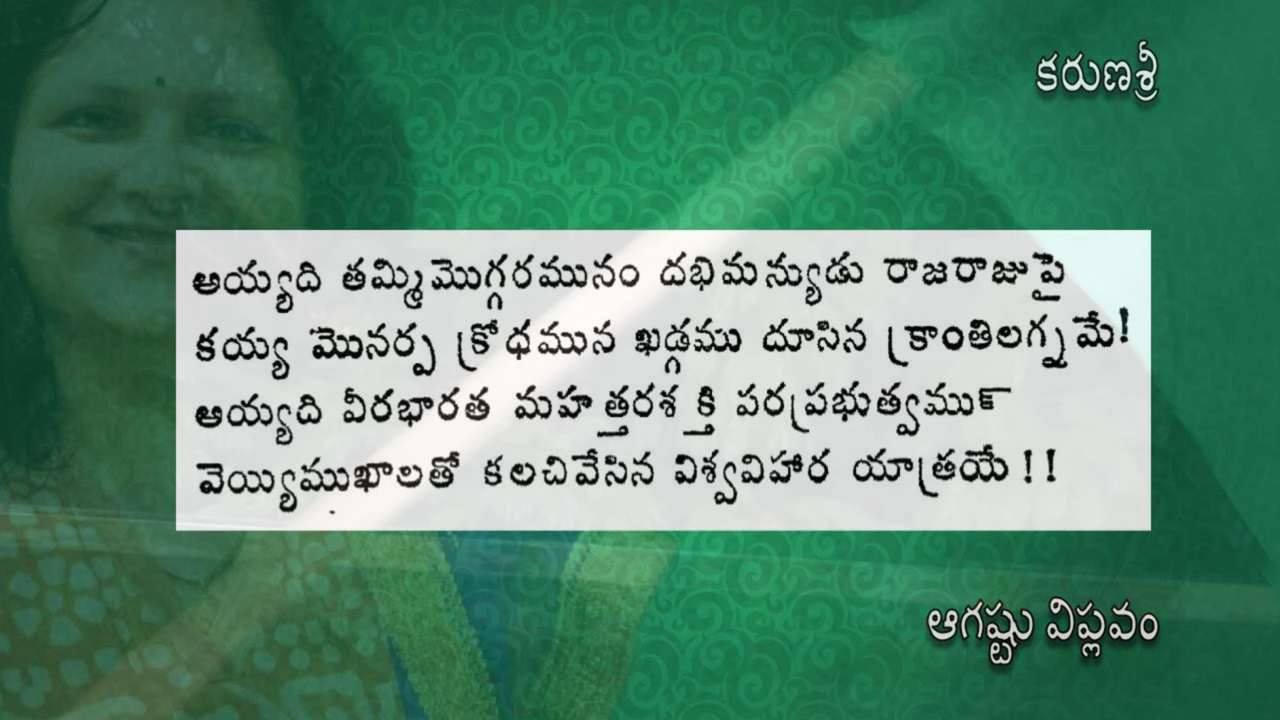 కరుణశ్రీ
అయ్యది తమ్మిమొగ్గరమునం దభిమన్యుడు రాజరాజుపై
కయ్య మొనర్ప క్రోధమున ఖడ్గము దూసిన క్రాంతిలగ్నమే!
అయ్యది వీరభారత మహత్తరశక్తి పరప్రభుత్వమున్
వెయ్యిముఖాలతో కలచివేసిన విశ్వవిహార యాత్రయే!!
ఆగష్టు విప్లవం